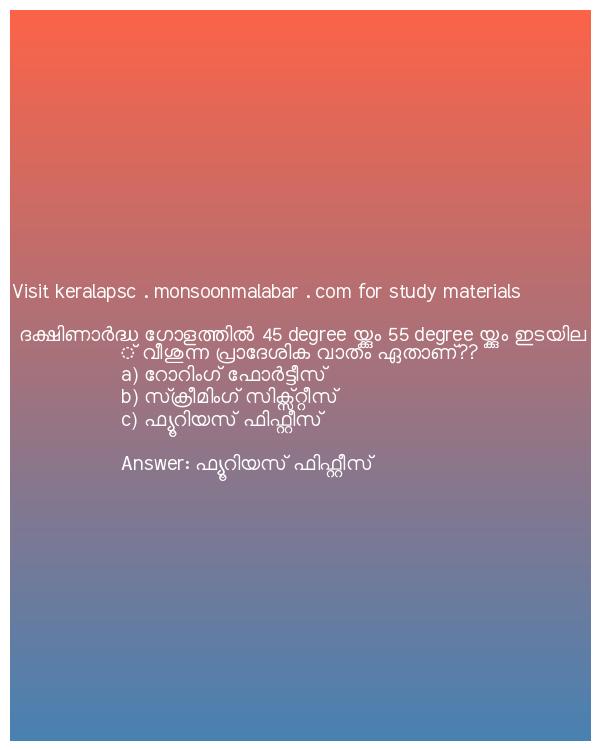 Visit keralapsc . monsoonmalabar . com for study materials
ദക്ഷിണാർദ്ധ ഗോളത്തിൽ 45 degree യ്ക്കും 55 degree യ്ക്കും ഇടയില
് വീശുന്ന പ്രാദേശിക വാതം ഏതാണ്??
a) റോറിംഗ് ഫോർട്ടീസ്
b) സ്ക്രീമിംഗ് സിക്സ്റ്റീസ്
c) ഫ്യൂറിയസ് ഫിഫ്റ്റീസ്
Answer: ഫ്യൂറിയസ് ഫിഫ്റ്റീസ്